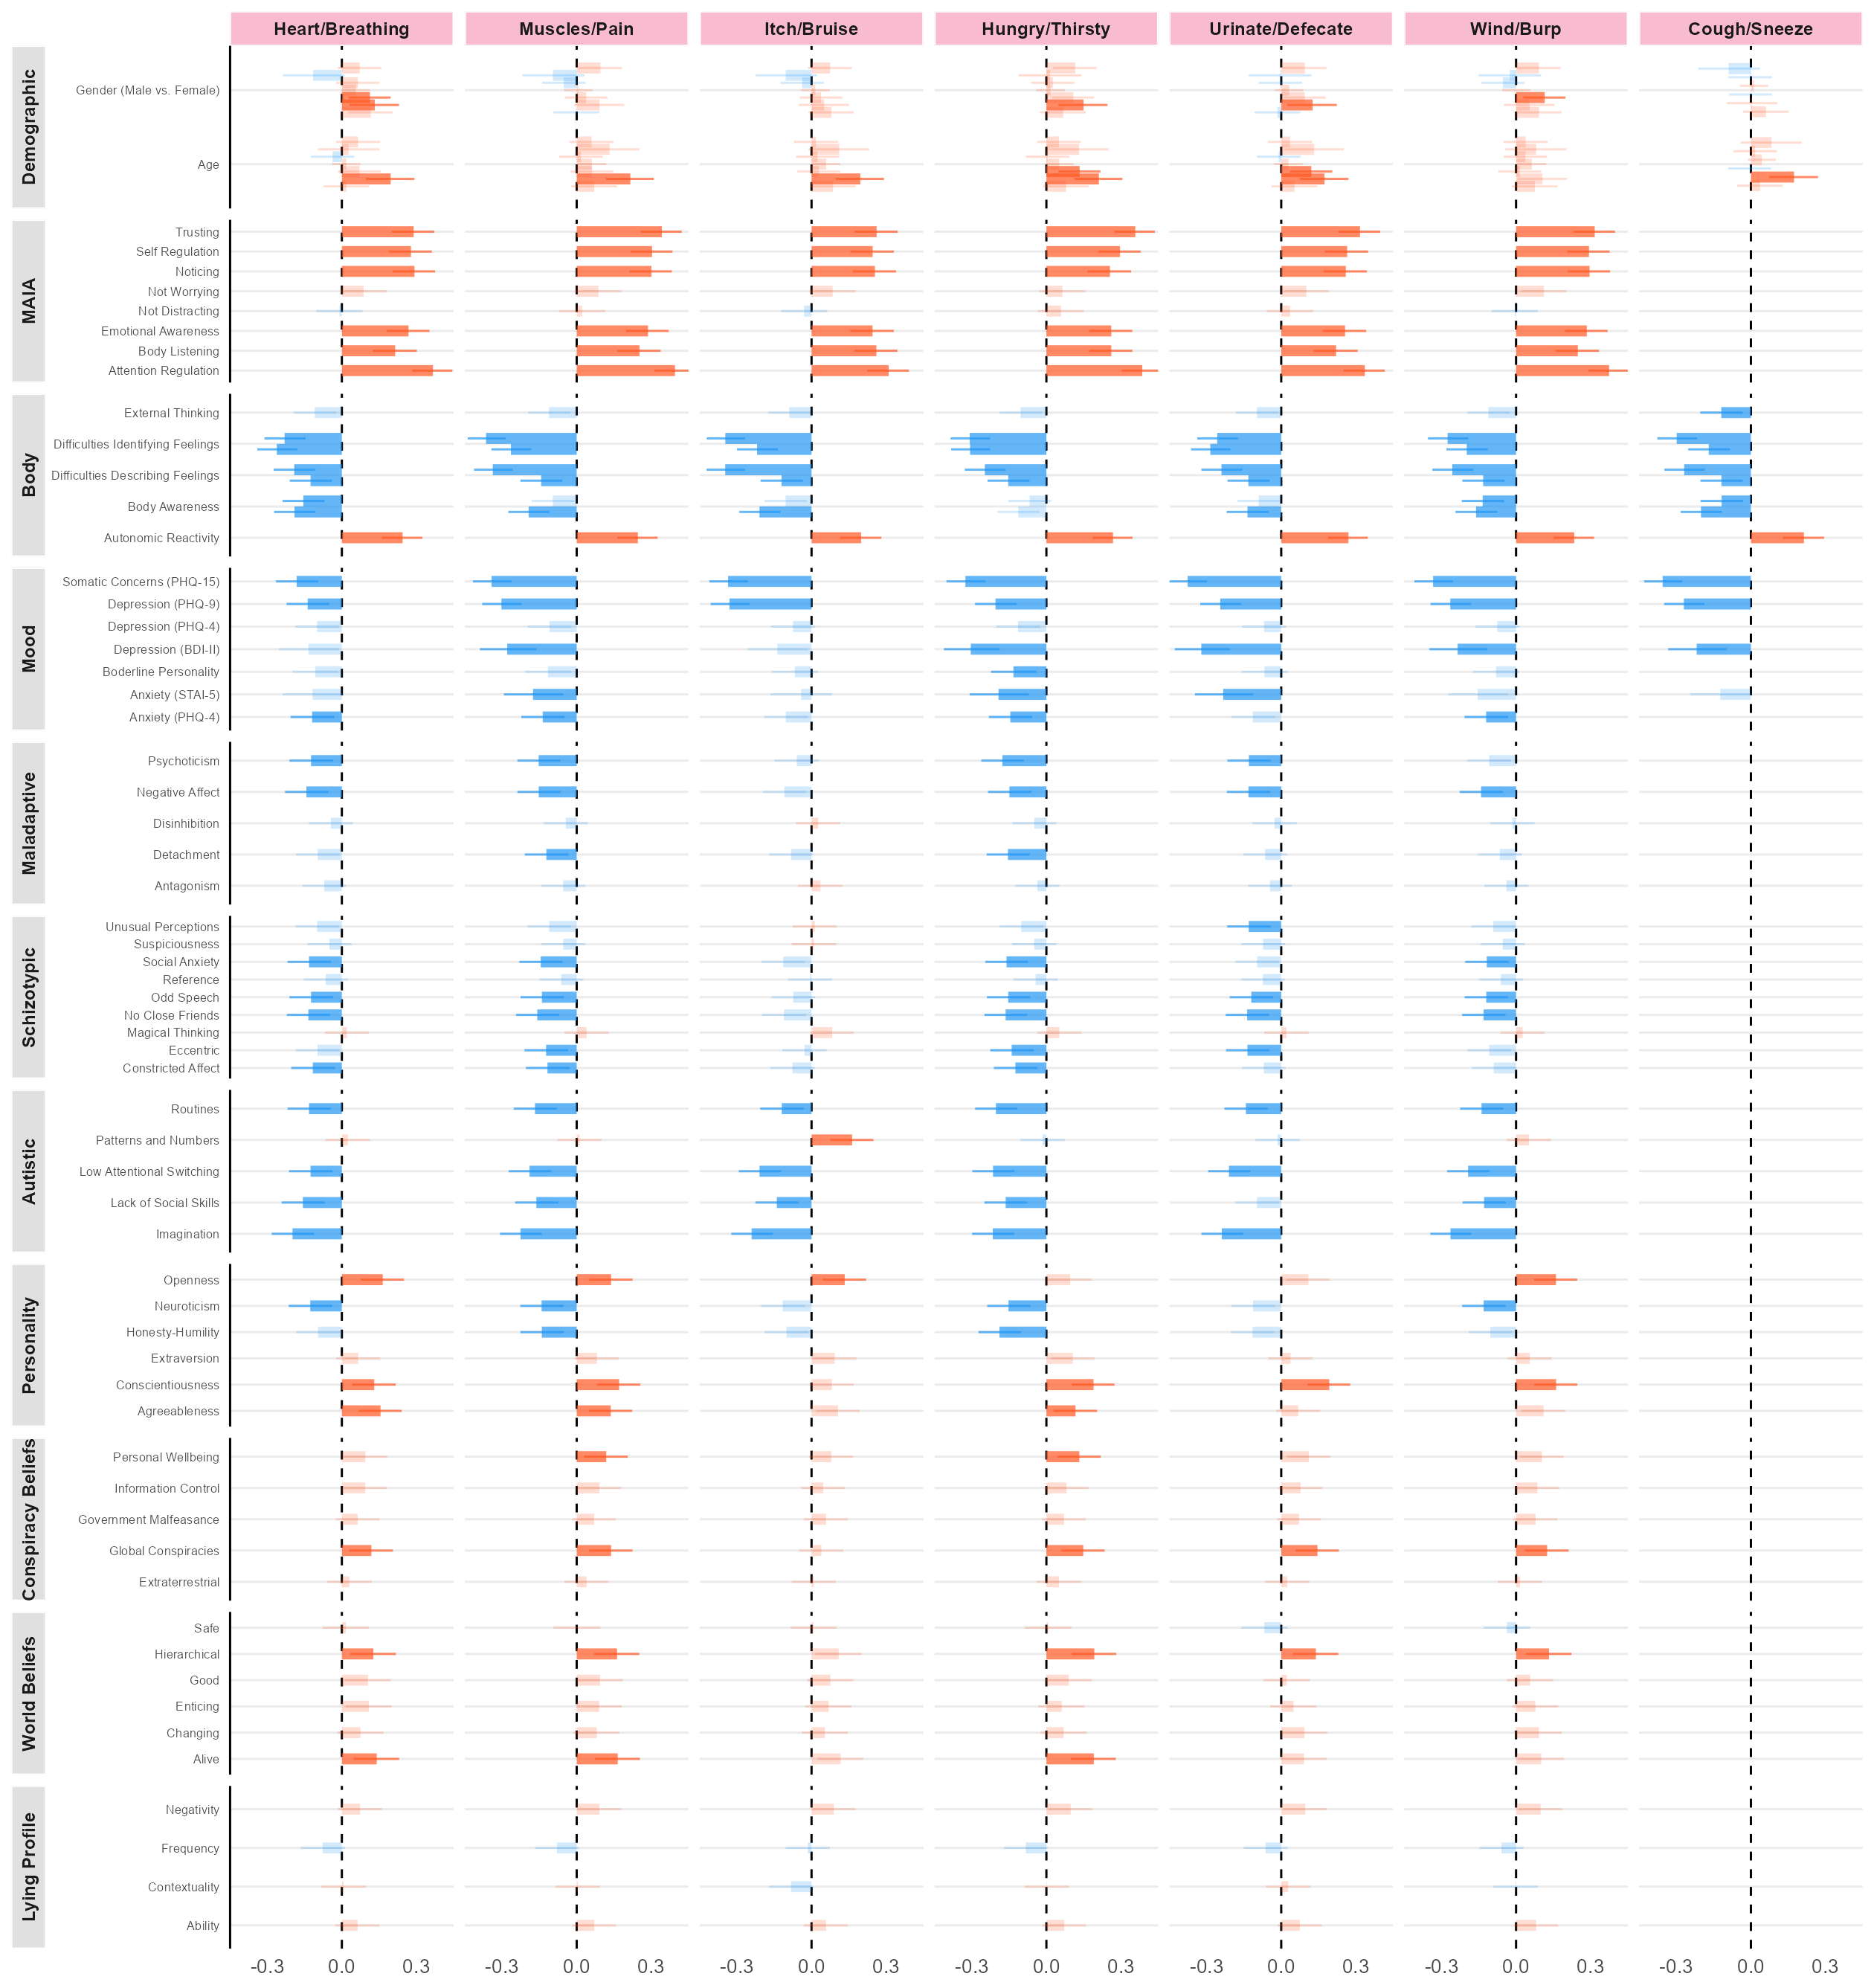 Heart/Breathing
Muscles/Pain
Itch/Bruise
Hungry/Thirsty
Urinate/Defecate
Wind/Burp
Cough/Sneeze
Demographic
Gender (Male vs. Female)
Age
MAIA
Trusting
Self Regulation
Noticing
Not Worrying
Not Distracting
Emotional Awareness
Body Listening
Attention Regulation
Body
External Thinking
Difficulties Identifying Feelings
Difficulties Describing Feelings
Body Awareness
Autonomic Reactivity
Mood
Somatic Concerns (PHQ-15)
Depression (PHQ-9)
Depression (PHQ-4)
Depression (BDI-II)
Boderline Personality
Anxiety (STAI-5)
Anxiety (PHQ-4)
Maladaptive
Psychoticism
Negative Affect
Disinhibition
Detachment
Antagonism
Schizotypic
Unusual Perceptions
Suspiciousness
Social Anxiety
Reference
Odd Speech
No Close Friends
Magical Thinking
Eccentric
Constricted Affect
Autistic
Routines
Patterns and Numbers
Low Attentional Switching
Lack of Social Skills
Imagination
Personality
Openness
Neuroticism
Honesty-Humility
Extraversion
Conscientiousness
Agreeableness
Conspiracy Beliefs
Personal Wellbeing
Information Control
Government Malfeasance
Global Conspiracies
Extraterrestrial
World Beliefs
Safe
Hierarchical
Good
Enticing
Changing
Alive
Lying Profile
Negativity
Frequency
Contextuality
Ability
-0.3 0.0 0.3 -0.3 0.0 0.3 -0.3 0.0 0.3 -0.3 0.0 0.3 -0.3 0.0 0.3 -0.3 0.0 0.3 -0.3 0.0 0.3